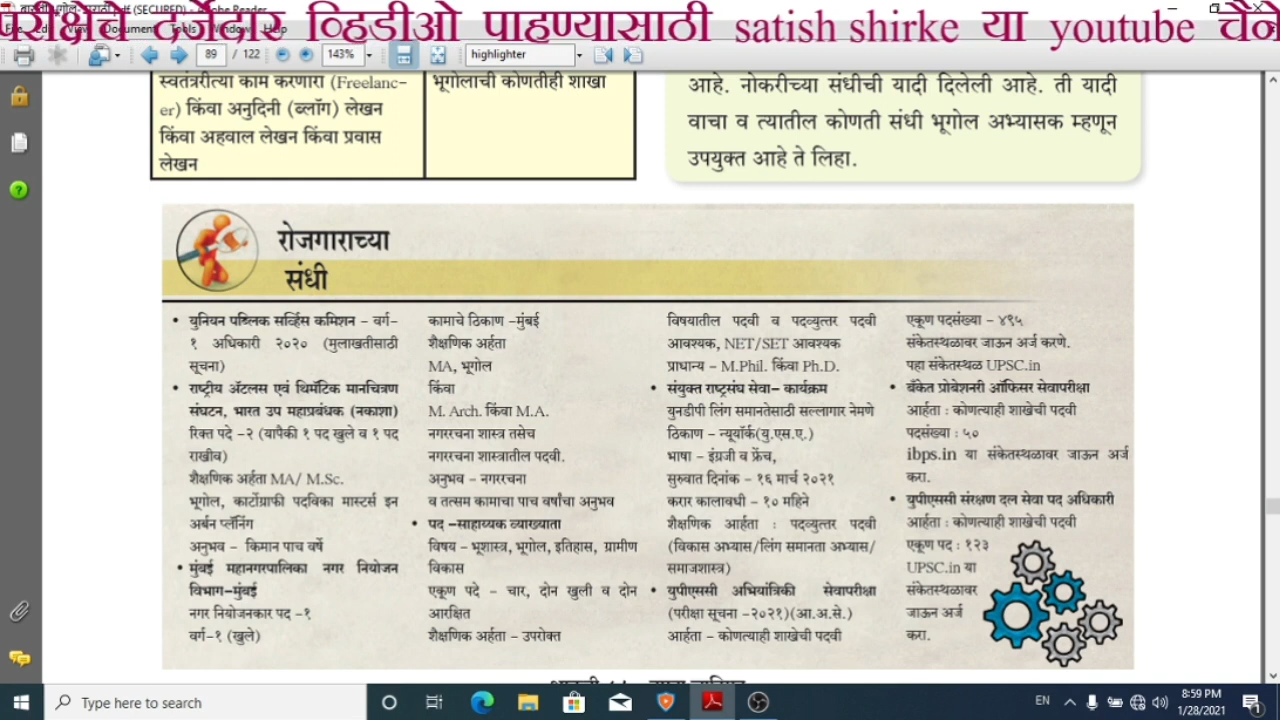 परीक्षेचे दर्जेदार व्हिडीओ पाहण्यासाठी satish shirke या youtube चॅने
File Edit View Document Tools Window Help
89 / 122 143% highlighter
स्वतंत्ररीत्या काम करणारा (Freelanc-
er) किंवा अनुदिनी (ब्लॉग) लेखन
किंवा अहवाल लेखन किंवा प्रवास
लेखन
भूगोलाची कोणतीही शाखा
आहे. नोकरीच्या संधीची यादी दिलेली आहे. ती यादी
वाचा व त्यातील कोणती संधी भूगोल अभ्यासक म्हणून
उपयुक्त आहे ते लिहा.
रोजगाराच्या
संधी
• युनियन पब्लिक सर्व्हिस कमिशन – वर्ग–
१ अधिकारी २०२० (मुलाखतीसाठी
सूचना)
• राष्ट्रीय ॲटलस एवं थिमॅटिक मानचित्रण
संघटन, भारत उप महाप्रबंधक (नकाशा)
रिक्त पदे –२ (यापैकी १ पद खुले व १ पद
राखीव)
शैक्षणिक अर्हता MA/ M.Sc.
भूगोल, कार्टोग्राफी पदविका मास्टर्स इन
अर्बन प्लॅनिंग
अनुभव – किमान पाच वर्षे
• मुंबई महानगरपालिका नगर नियोजन
विभाग–मुंबई
नगर नियोजनकार पद –१
वर्ग–१ (खुले)
कामाचे ठिकाण –मुंबई
शैक्षणिक अर्हता
MA, भूगोल
किंवा
M. Arch. किंवा M.A.
नगररचना शास्त्र तसेच
नगररचना शास्त्रातील पदवी.
अनुभव – नगररचना
व तत्सम कामाचा पाच वर्षांचा अनुभव
• पद –साहाय्यक व्याख्याता
विषय – भूशास्त्र, भूगोल, इतिहास, ग्रामीण
विकास
एकूण पदे – चार, दोन खुली व दोन
आरक्षित
शैक्षणिक अर्हता – उपरोक्त
विषयातील पदवी व पदव्युत्तर पदवी
आवश्यक, NET/SET आवश्यक
प्राधान्य – M.Phil. किंवा Ph.D.
• संयुक्त राष्ट्रसंघ सेवा– कार्यक्रम
युनडीपी लिंग समानतेसाठी सल्लागार नेमणे
ठिकाण – न्यूयॉर्क(यु.एस.ए.)
भाषा – इंग्रजी व फ्रेंच,
सुरुवात दिनांक – १६ मार्च २०२१
करार कालावधी – १० महिने
शैक्षणिक आर्हता : पदव्युत्तर पदवी
(विकास अभ्यास/लिंग समानता अभ्यास/
समाजशास्त्र)
• युपीएससी अभियांत्रिकी सेवापरीक्षा
(परीक्षा सूचना –२०२१)(आ.अ.से.)
आर्हता – कोणत्याही शाखेची पदवी
एकूण पदसंख्या – ४९५
संकेतस्थळावर जाऊन अर्ज करणे.
पहा संकेतस्थळ UPSC.in
• बँकेत प्रोबेशनरी ऑफिसर सेवापरीक्षा
आर्हता : कोणत्याही शाखेची पदवी
पदसंख्या : ५०
ibps.in या संकेतस्थळावर जाऊन अर्ज
करा.
• युपीएससी संरक्षण दल सेवा पद अधिकारी
आर्हता : कोणत्याही शाखेची पदवी
एकूण पद : १२३
UPSC.in या
संकेतस्थळावर
जाऊन अर्ज
करा.
Type here to search
EN
8:59 PM
1/28/2021